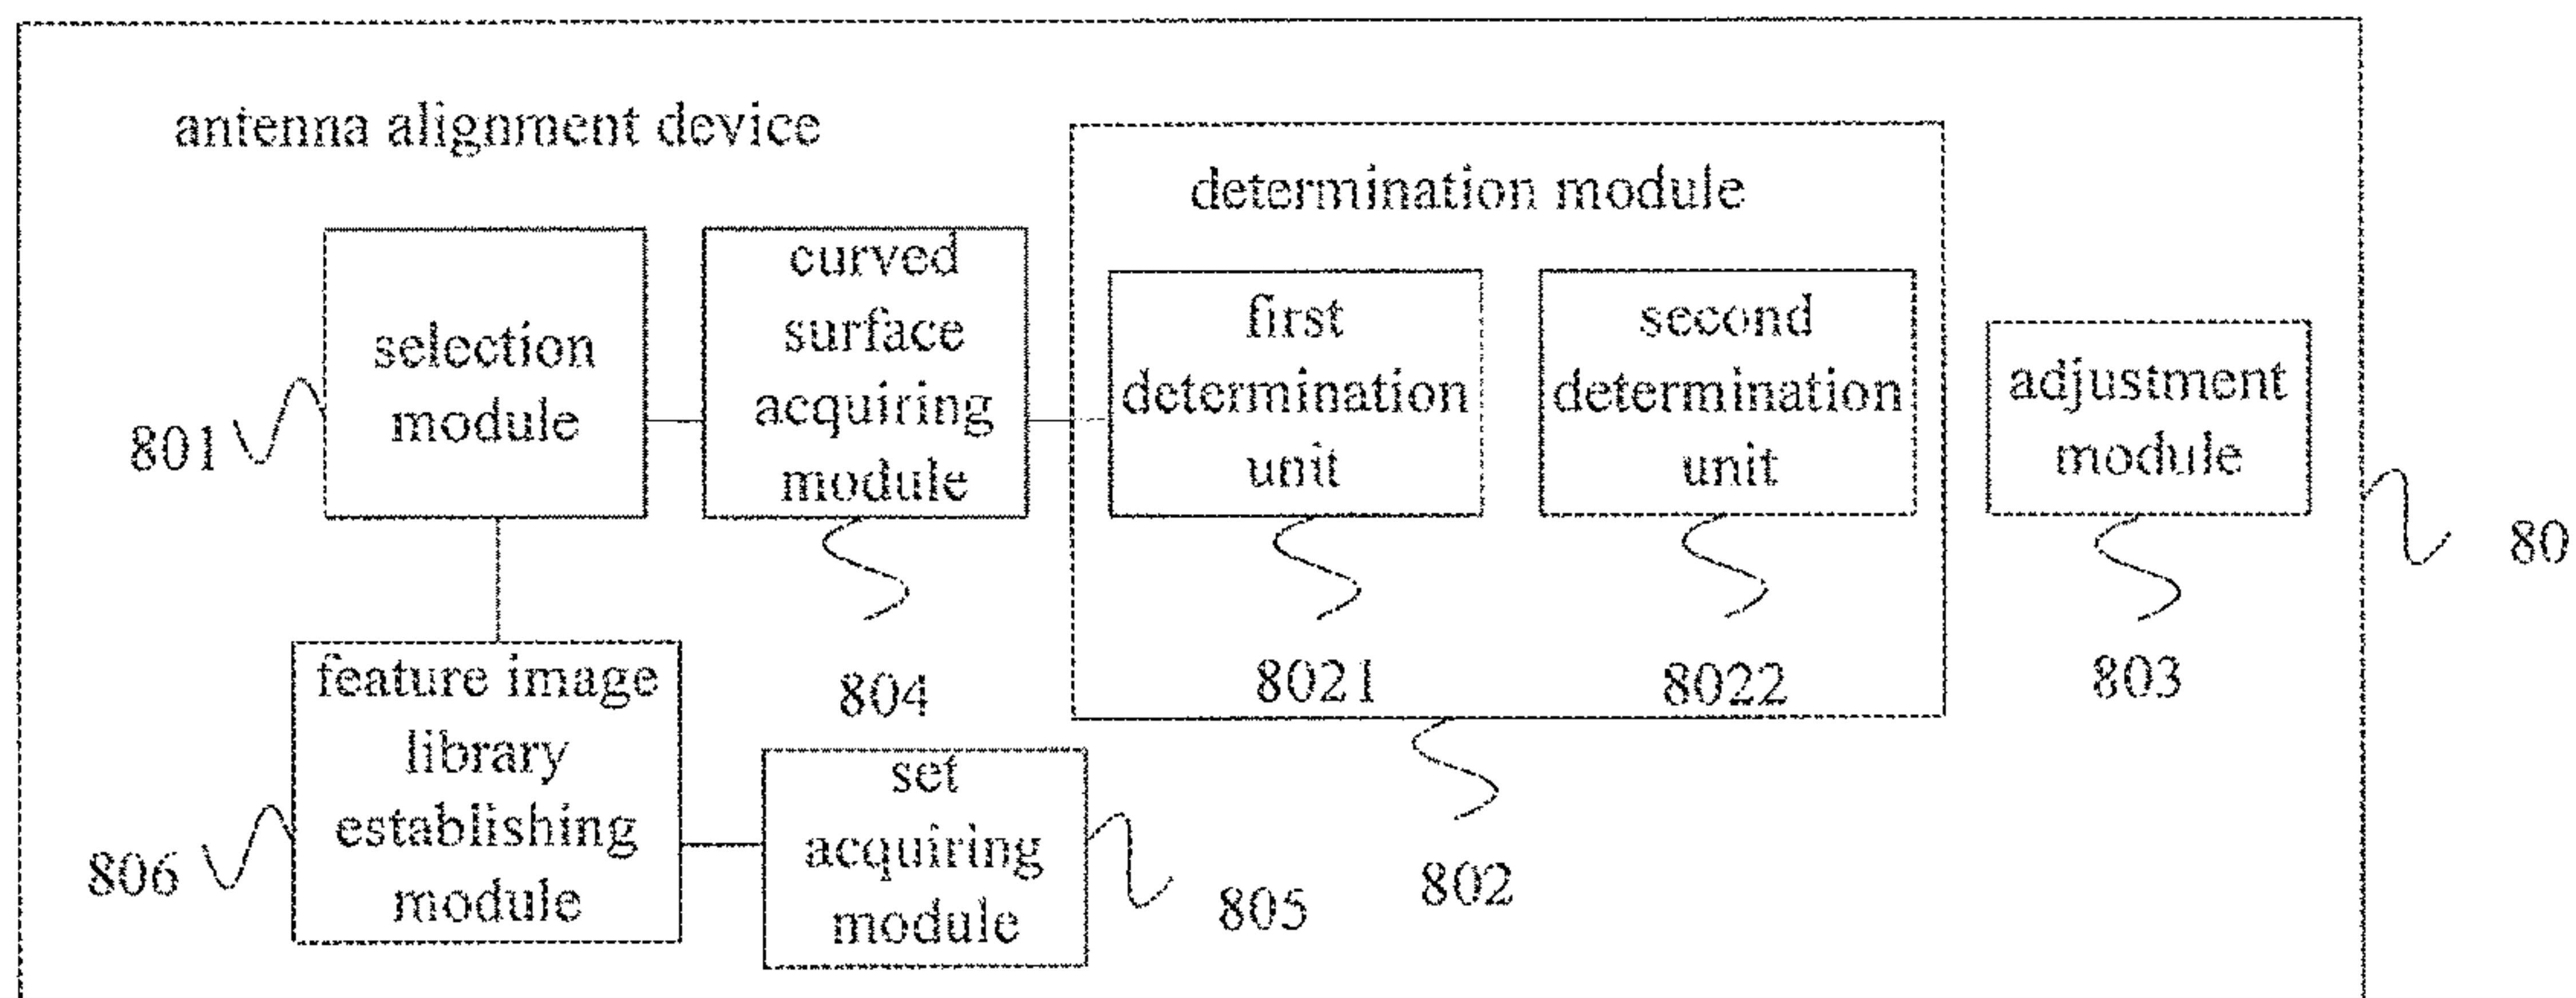 antenna alignment device
determination module
selection
module
801
curved
surface
acquiring
module
804
first
determination
unit
8021
second
determination
unit
8022
802
adjustment
module
803
80
feature image
library
establishing
module
806
set
acquiring
module
805